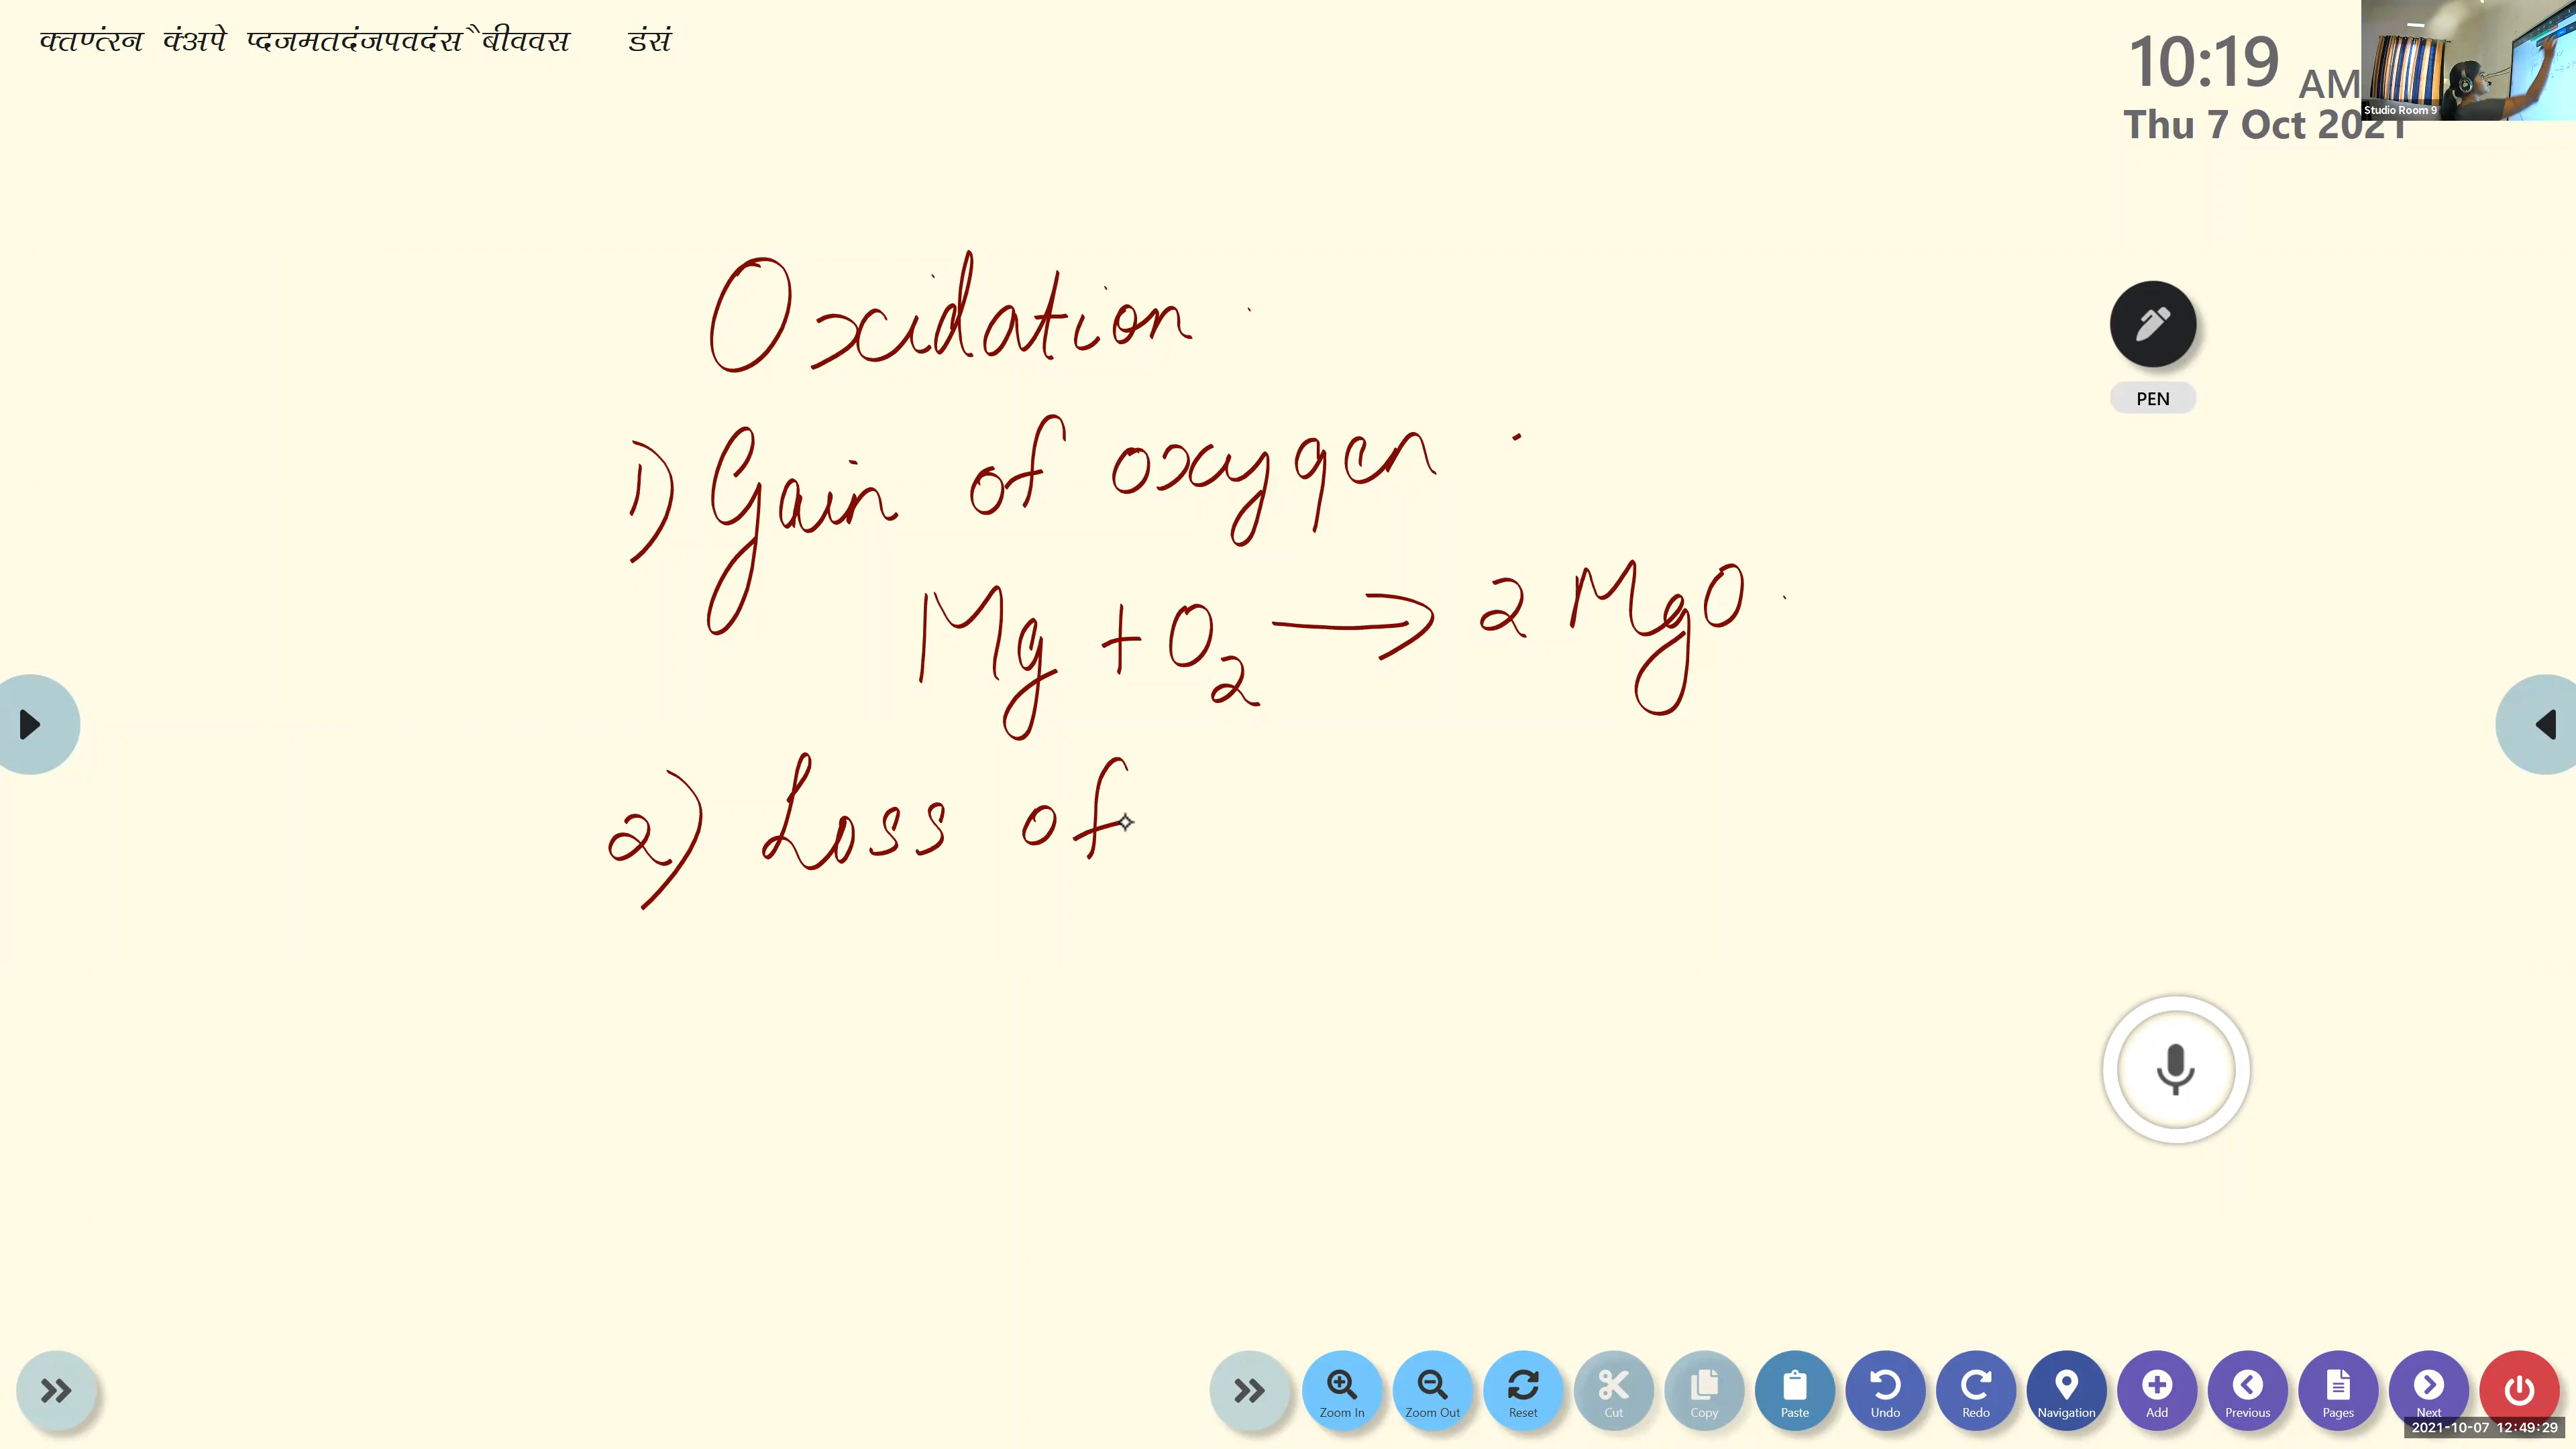 क्तण्रंन कंअपे प्दजमतदंजपवदंस ैबीववस डंसं
10:19 AM
Thu 7 Oct 2021
Studio Room 9
Oxidation
PEN
1) Gain of oxygen
Mg + O2 → 2 MgO
2) Loss of
Zoom In Zoom Out Reset Cut Copy Paste Undo Redo Navigation Add Previous Pages Next
2021-10-07 12:49:29